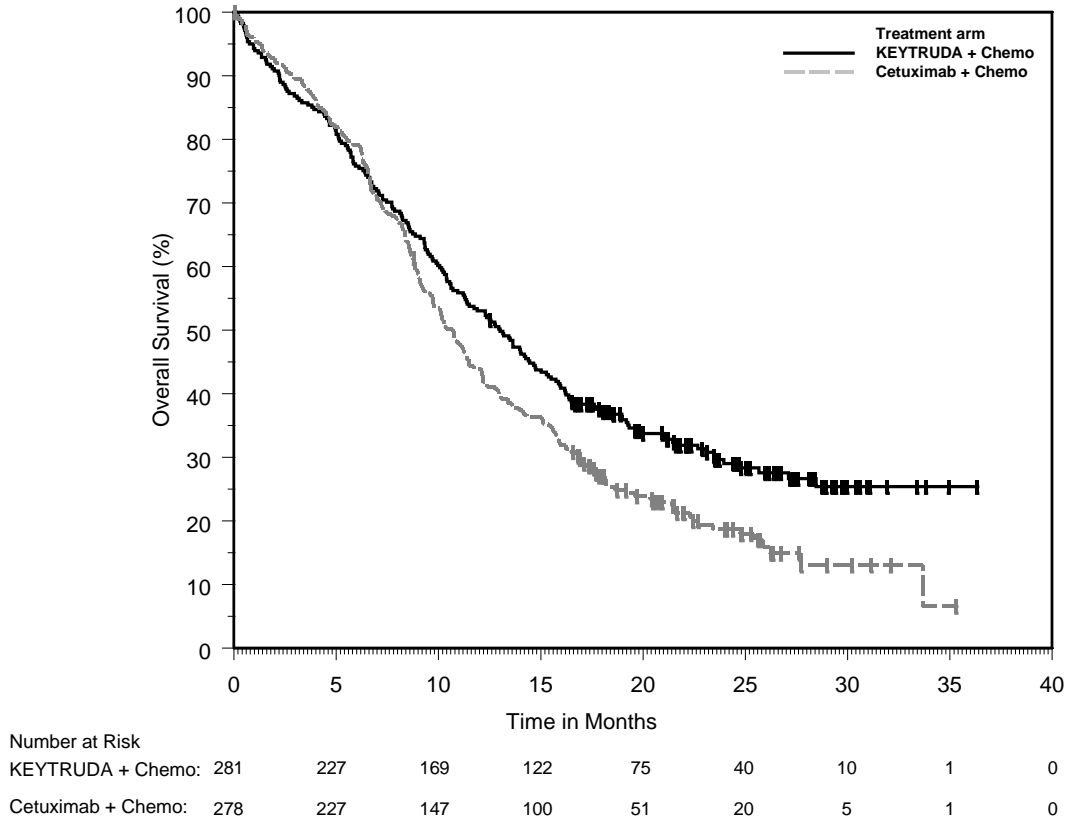 100
90
80
70
60
50
40
30
20
10
0
Overall Survival (%)
Treatment arm
KEYTRUDA + Chemo
Cetuximab + Chemo
0 5 10 15 20 25 30 35 40
Time in Months
Number at Risk
KEYTRUDA + Chemo: 281 227 169 122 75 40 10 1 0
Cetuximab + Chemo: 278 227 147 100 51 20 5 1 0